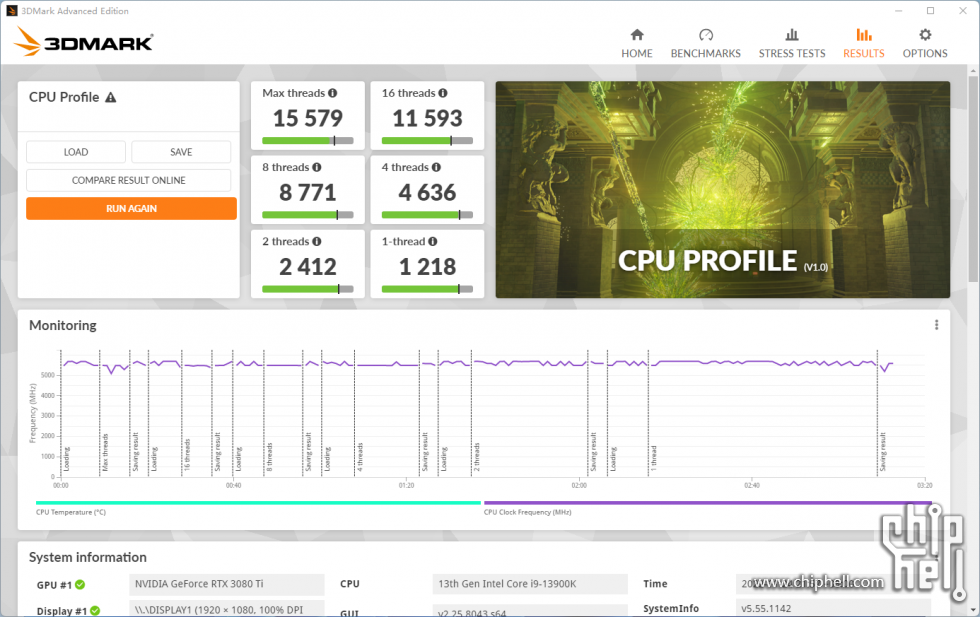 3DMark Advanced Edition
3DMARK
HOME
BENCHMARKS
STRESS TESTS
RESULTS
OPTIONS
CPU Profile
LOAD
SAVE
COMPARE RESULT ONLINE
RUN AGAIN
Max threads
15 579
16 threads
11 593
8 threads
8 771
4 threads
4 636
2 threads
2 412
1-thread
1 218
CPU PROFILE (V1.0)
Monitoring
Frequency (MHz)
5000
4000
3000
2000
1000
0
Loading
Max threads
Saving result
Loading
16 threads
Saving result
Loading
8 threads
Saving result
Loading
4 threads
Saving result
Loading
2 threads
Saving result
Loading
1 thread
Saving result
00:00
00:40
01:20
02:00
02:40
03:20
CPU Temperature (°C)
CPU Clock Frequency (MHz)
System information
GPU #1
NVIDIA GeForce RTX 3080 Ti
CPU
13th Gen Intel Core i9-13900K
Time
Display #1
\\.\DISPLAY1 (1920 × 1080, 100% DPI
GUI
v2.25.8043 s64
SystemInfo
v5.55.1142
chip hell
www.chiphell.com